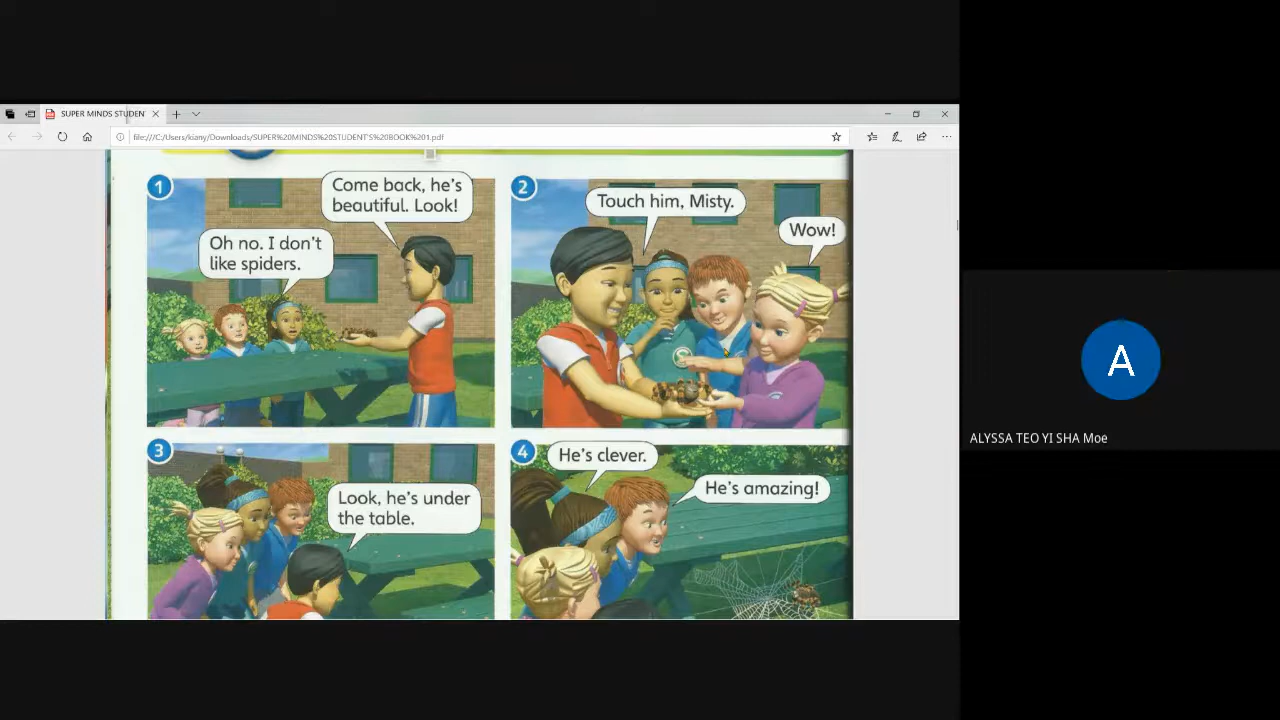 SUPER MINDS STUDEN
file:///C:/Users/kiany/Downloads/SUPER%20MINDS%20STUDENT'S%20BOOK%201.pdf
1
Come back, he's
beautiful. Look!
Oh no. I don't
like spiders.
2
Touch him, Misty.
Wow!
S
3
Look, he's under
the table.
4
He's clever.
He's amazing!
A
ALYSSA TEO YI SHA Moe